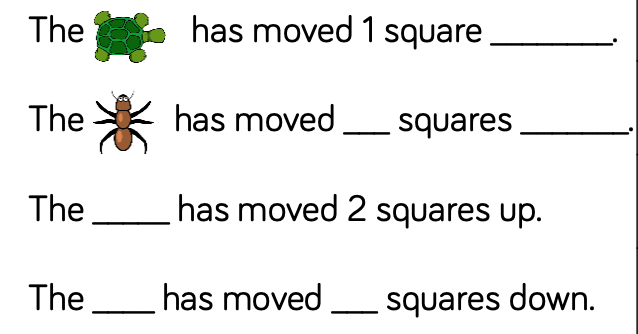 The has moved 1 square ________.
The has moved ___ squares _______.
The _____ has moved 2 squares up.
The ____ has moved ___ squares down.